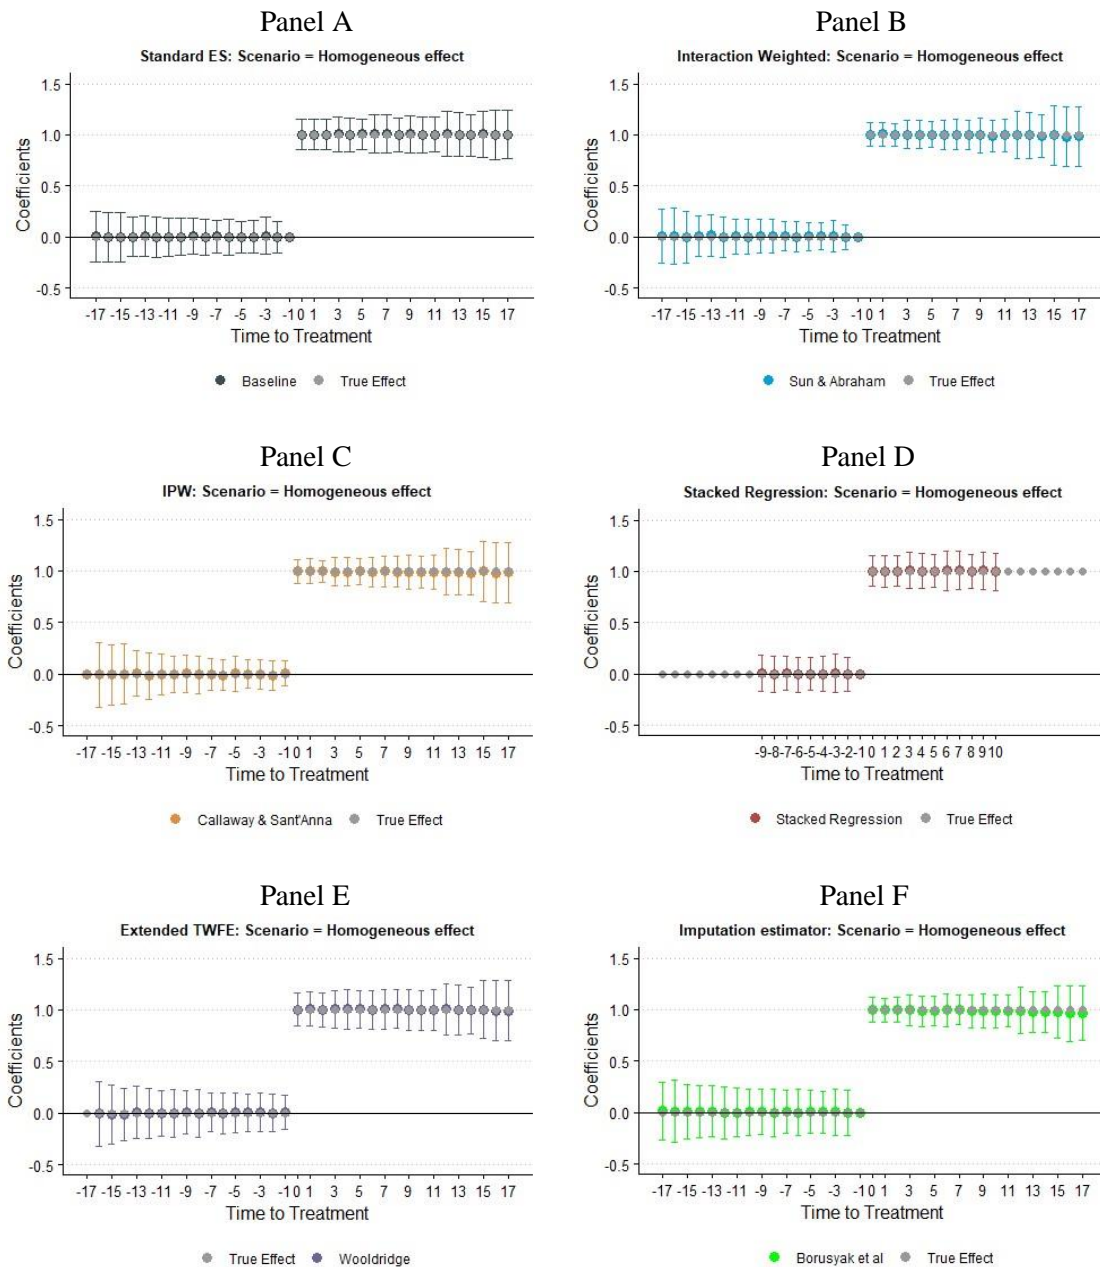 Panel A
Standard ES: Scenario = Homogeneous effect
1.5
1.0
0.5
0.0
-0.5
Coefficients
-17 -15 -13 -11 -9 -7 -5 -3 -1 0 1 3 5 7 9 11 13 15 17
Time to Treatment
Baseline True Effect
Panel B
Interaction Weighted: Scenario = Homogeneous effect
1.5
1.0
0.5
0.0
-0.5
Coefficients
-17 -15 -13 -11 -9 -7 -5 -3 -1 0 1 3 5 7 9 11 13 15 17
Time to Treatment
Sun & Abraham True Effect
Panel C
IPW: Scenario = Homogeneous effect
1.5
1.0
0.5
0.0
-0.5
Coefficients
-17 -15 -13 -11 -9 -7 -5 -3 -1 0 1 3 5 7 9 11 13 15 17
Time to Treatment
Callaway & Sant'Anna True Effect
Panel D
Stacked Regression: Scenario = Homogeneous effect
1.5
1.0
0.5
0.0
-0.5
Coefficients
-9 -8 -7 -6 -5 -4 -3 -2 -1 0 1 2 3 4 5 6 7 8 9 10
Time to Treatment
Stacked Regression True Effect
Panel E
Extended TWFE: Scenario = Homogeneous effect
1.5
1.0
0.5
0.0
-0.5
Coefficients
-17 -15 -13 -11 -9 -7 -5 -3 -1 0 1 3 5 7 9 11 13 15 17
Time to Treatment
True Effect Wooldridge
Panel F
Imputation estimator: Scenario = Homogeneous effect
1.5
1.0
0.5
0.0
-0.5
Coefficients
-17 -15 -13 -11 -9 -7 -5 -3 -1 0 1 3 5 7 9 11 13 15 17
Time to Treatment
Borusyak et al True Effect